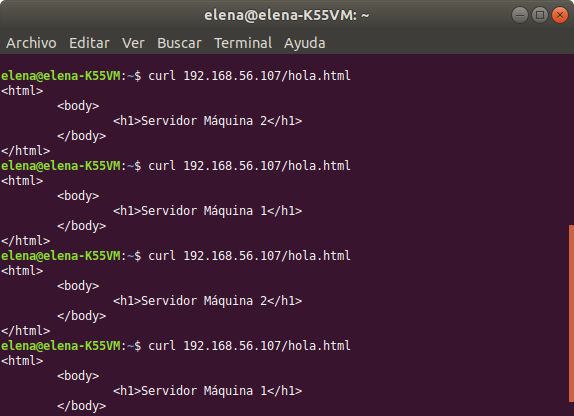 elena@elena-K55VM: ~
Archivo Editar Ver Buscar Terminal Ayuda
elena@elena-K55VM:~$ curl 192.168.56.107/hola.html
<html>
        <body>
                <h1>Servidor Máquina 2</h1>
        </body>
</html>
elena@elena-K55VM:~$ curl 192.168.56.107/hola.html
<html>
        <body>
                <h1>Servidor Máquina 1</h1>
        </body>
</html>
elena@elena-K55VM:~$ curl 192.168.56.107/hola.html
<html>
        <body>
                <h1>Servidor Máquina 2</h1>
        </body>
</html>
elena@elena-K55VM:~$ curl 192.168.56.107/hola.html
<html>
        <body>
                <h1>Servidor Máquina 1</h1>
        </body>